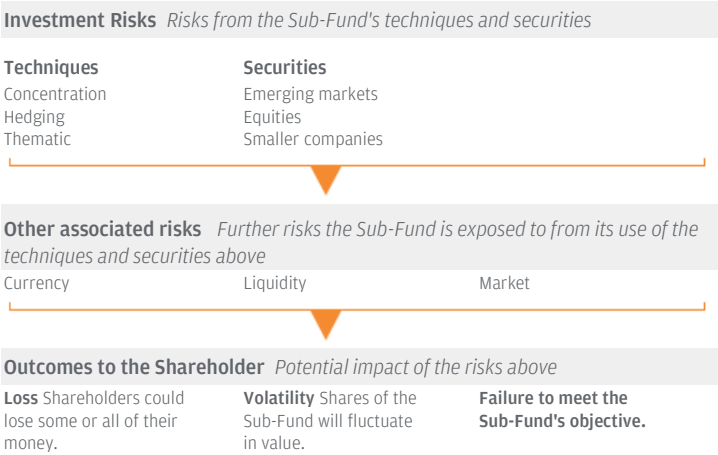 Investment Risks Risks from the Sub-Fund's techniques and securities
Techniques Securities
Concentration Emerging markets
Hedging Equities
Thematic Smaller companies
Other associated risks Further risks the Sub-Fund is exposed to from its use of the
techniques and securities above
Currency Liquidity Market
Outcomes to the Shareholder Potential impact of the risks above
Loss Shareholders could
lose some or all of their
money.
Volatility Shares of the
Sub-Fund will fluctuate
in value.
Failure to meet the
Sub-Fund's objective.